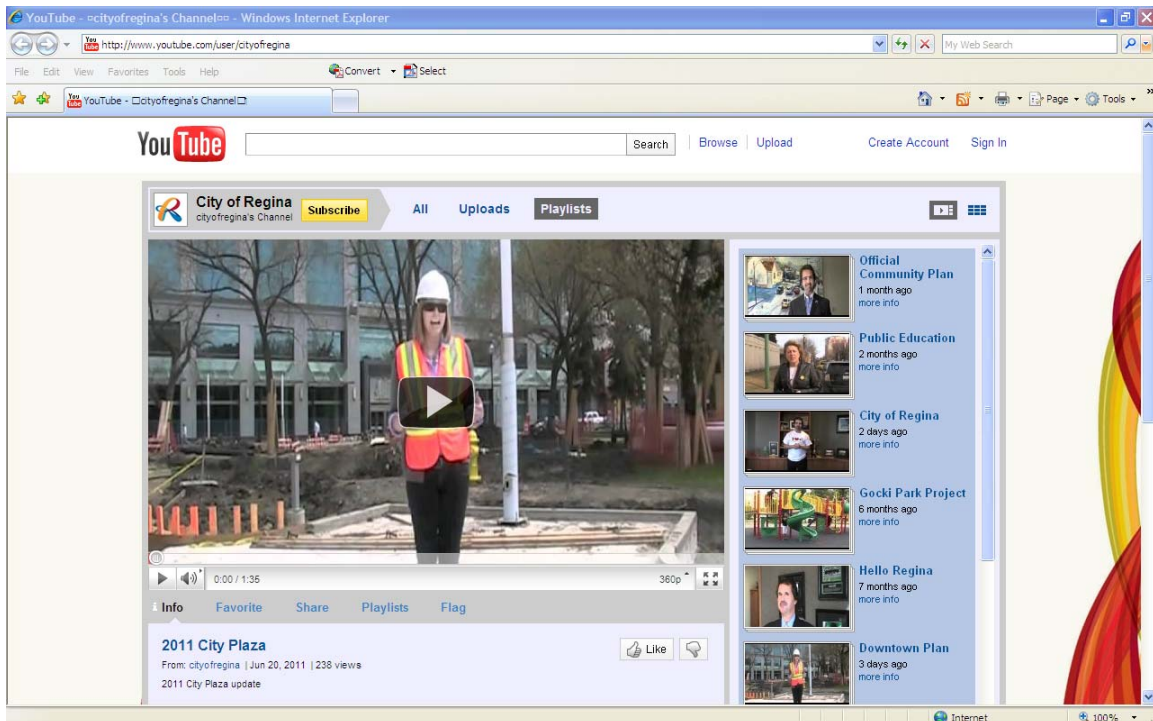 YouTube - ¤cityofregina's Channel¤¤ - Windows Internet Explorer
You Tube http://www.youtube.com/user/cityofregina My Web Search
File Edit View Favorites Tools Help Convert Select
You Tube YouTube - □cityofregina's Channel□ Page Tools »
You Tube Search Browse Upload Create Account Sign In
City of Regina
cityofregina's Channel
Subscribe All Uploads Playlists
Official
Community Plan
1 month ago
more info
Public Education
2 months ago
more info
City of Regina
2 days ago
more info
Gocki Park Project
6 months ago
more info
Hello Regina
7 months ago
more info
Downtown Plan
3 days ago
more info
0:00 / 1:35 360p
Info Favorite Share Playlists Flag
2011 City Plaza
From: cityofregina | Jun 20, 2011 | 238 views
2011 City Plaza update
Like
Internet 100%